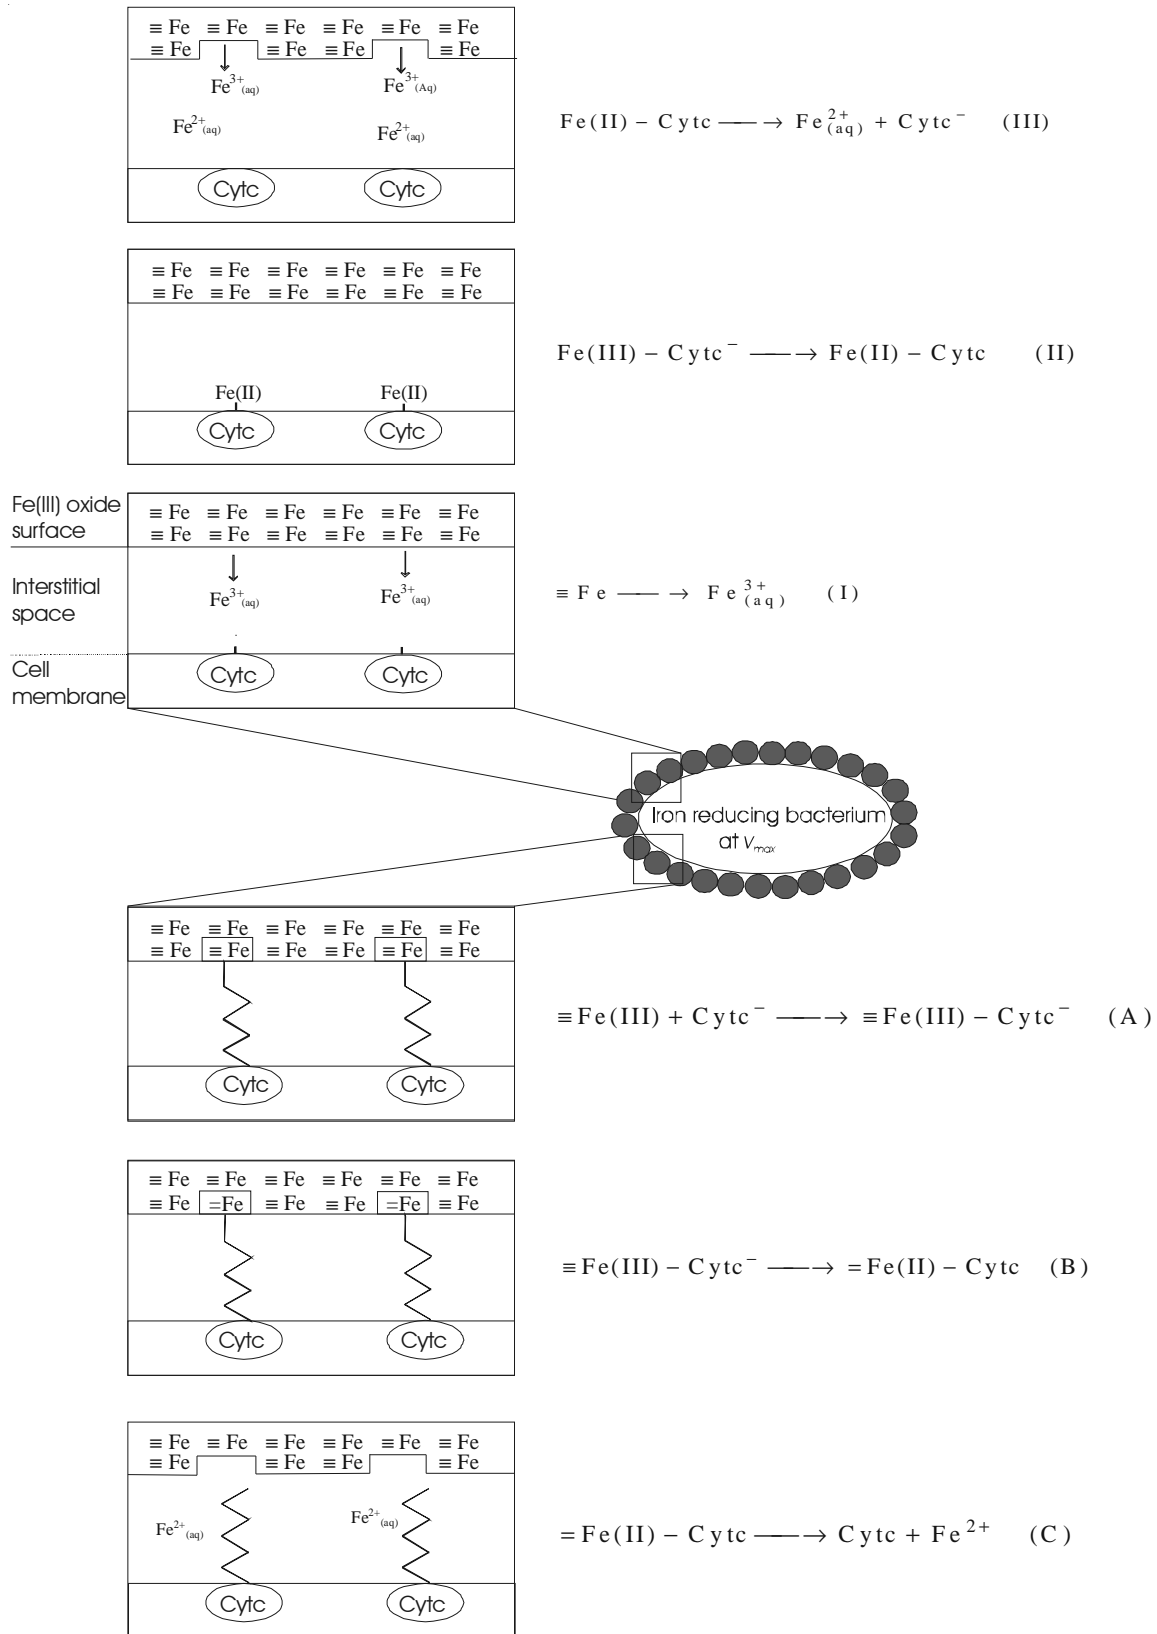 ≡ Fe ≡ Fe ≡ Fe ≡ Fe ≡ Fe ≡ Fe
≡ Fe ≡ Fe ≡ Fe ≡ Fe
Fe3+(aq) Fe3+(Aq)
Fe2+(aq) Fe2+(aq)
Cytc Cytc
Fe(II) – Cytc ⟶ Fe2+(aq) + Cytc– (III)
≡ Fe ≡ Fe ≡ Fe ≡ Fe ≡ Fe ≡ Fe
≡ Fe ≡ Fe ≡ Fe ≡ Fe ≡ Fe ≡ Fe
Fe(II) Fe(II)
Cytc Cytc
Fe(III) – Cytc– ⟶ Fe(II) – Cytc (II)
Fe(III) oxide
surface
≡ Fe ≡ Fe ≡ Fe ≡ Fe ≡ Fe ≡ Fe
≡ Fe ≡ Fe ≡ Fe ≡ Fe ≡ Fe ≡ Fe
Interstitial
space
Fe3+(aq) Fe3+(aq)
≡ Fe ⟶ Fe3+(aq) (I)
Cell
membrane
Cytc Cytc
Iron reducing bacterium
at vmax
≡ Fe ≡ Fe ≡ Fe ≡ Fe ≡ Fe ≡ Fe
≡ Fe ≡ Fe ≡ Fe ≡ Fe ≡ Fe ≡ Fe
Cytc Cytc
≡Fe(III) + Cytc– ⟶ ≡Fe(III) – Cytc– (A)
≡ Fe ≡ Fe ≡ Fe ≡ Fe ≡ Fe ≡ Fe
≡ Fe =Fe ≡ Fe ≡ Fe =Fe ≡ Fe
Cytc Cytc
≡Fe(III) – Cytc– ⟶ =Fe(II) – Cytc (B)
≡ Fe ≡ Fe ≡ Fe ≡ Fe ≡ Fe ≡ Fe
≡ Fe ≡ Fe ≡ Fe ≡ Fe
Fe2+(aq) Fe2+(aq)
Cytc Cytc
=Fe(II) – Cytc ⟶ Cytc + Fe2+ (C)